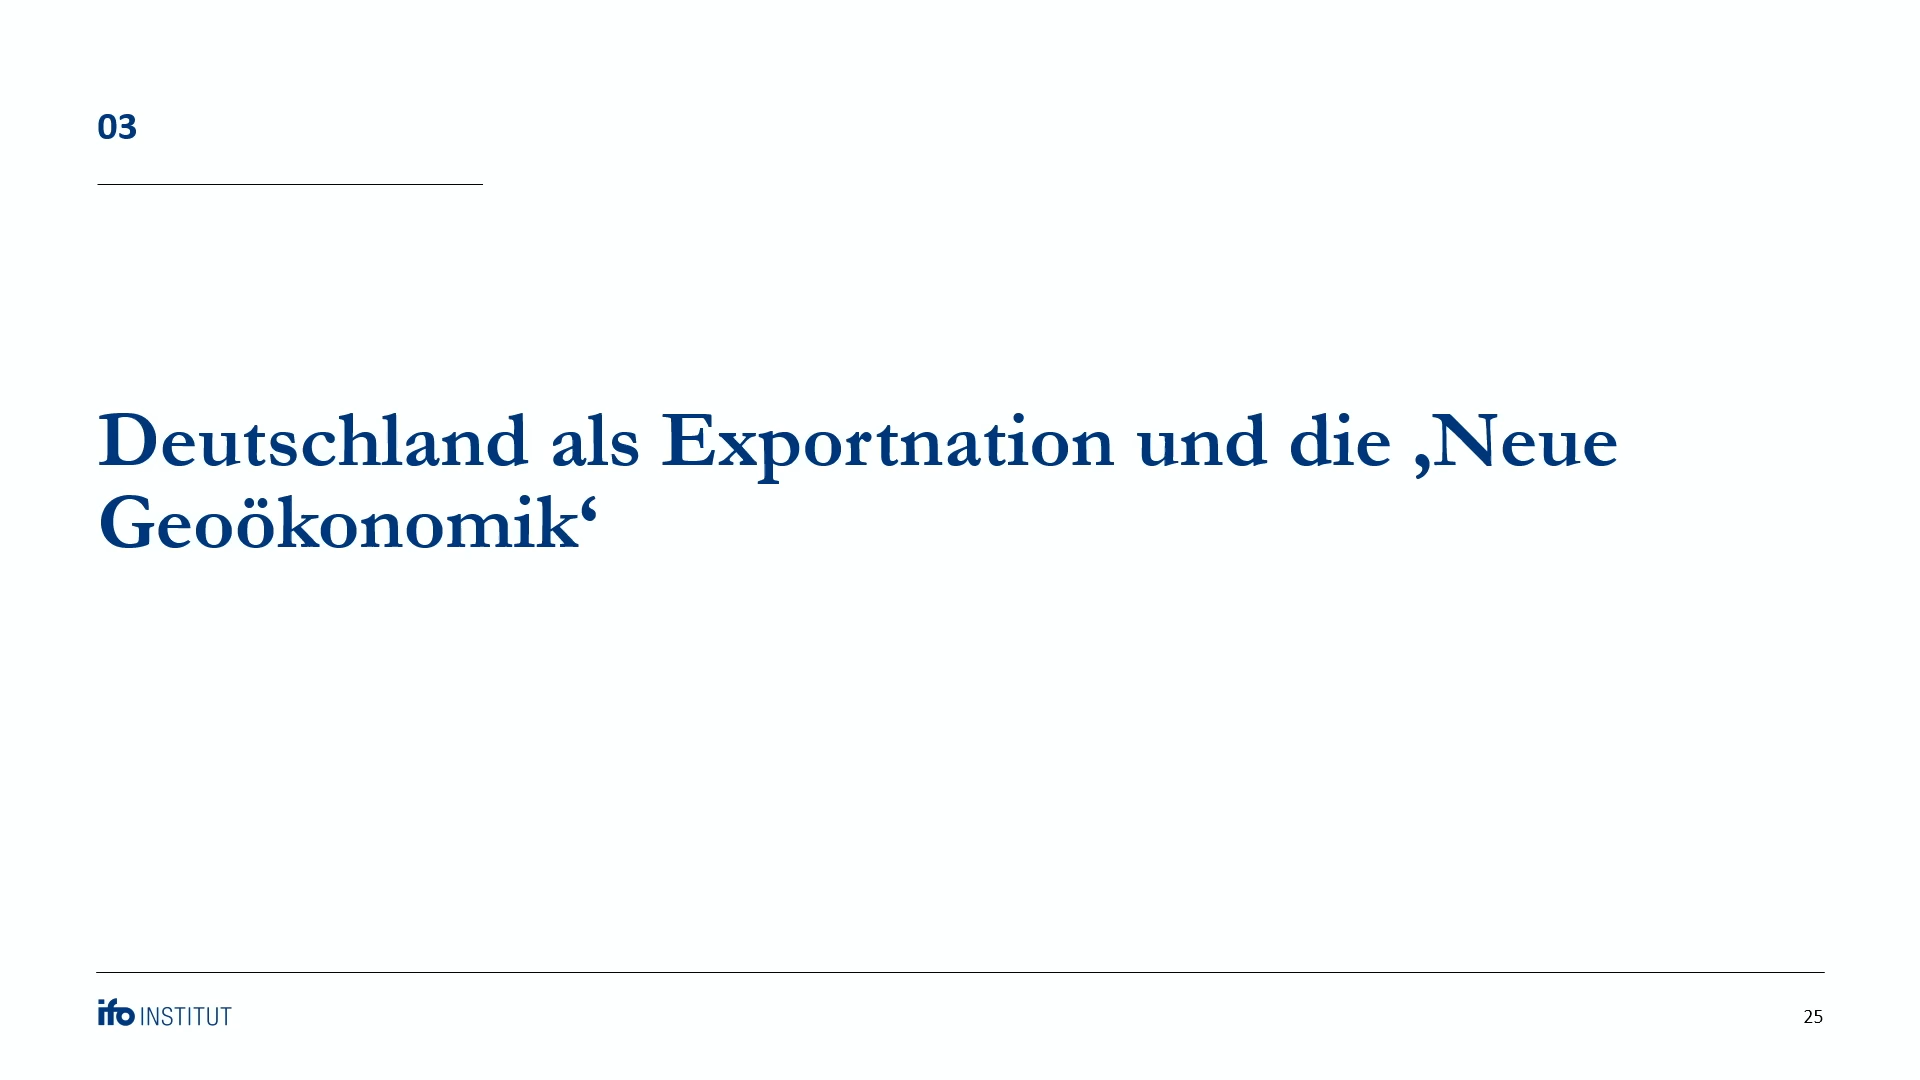 03
Deutschland als Exportnation und die ‚Neue
Geoökonomik‘
ifo INSTITUT
25